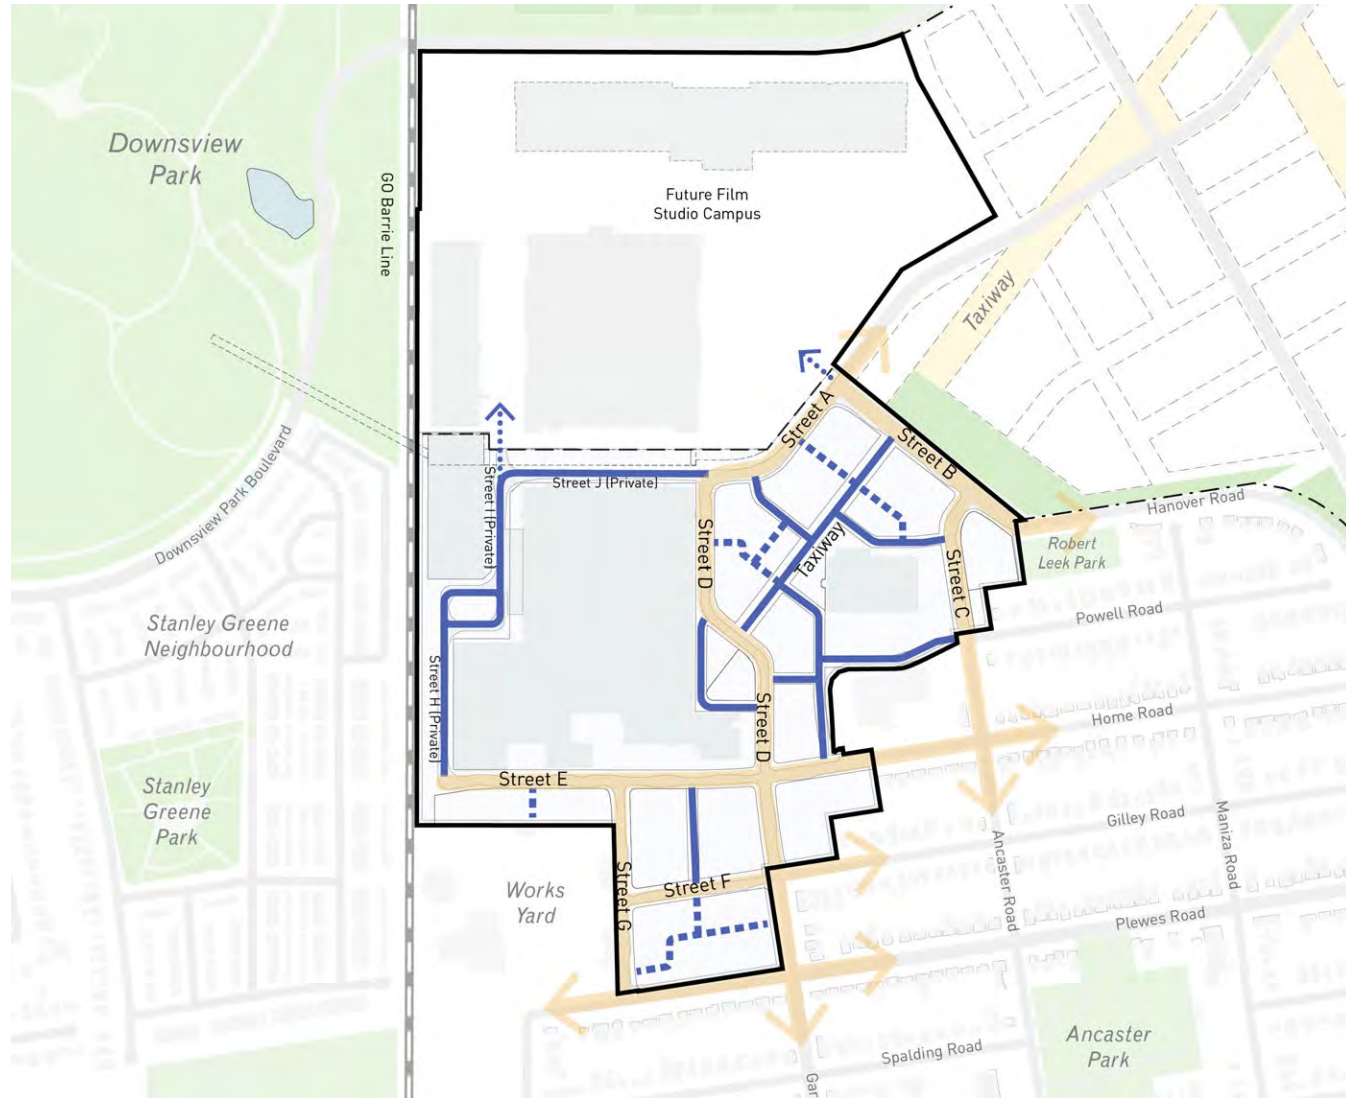 Downsview
Park
GO Barrie Line
Future Film
Studio Campus
Taxiway
Street A
Street B
Downsview Park Boulevard
Street I (Private)
Street J (Private)
Hanover Road
Street D
Taxiway
Street C
Robert
Leek Park
Powell Road
Stanley Greene
Neighbourhood
Street H (Private)
Street D
Home Road
Street E
Stanley
Greene
Park
Gilley Road
Maniza Road
Ancaster Road
Works
Yard
Street G
Street F
Plewes Road
Ancaster
Park
Spalding Road
Gar